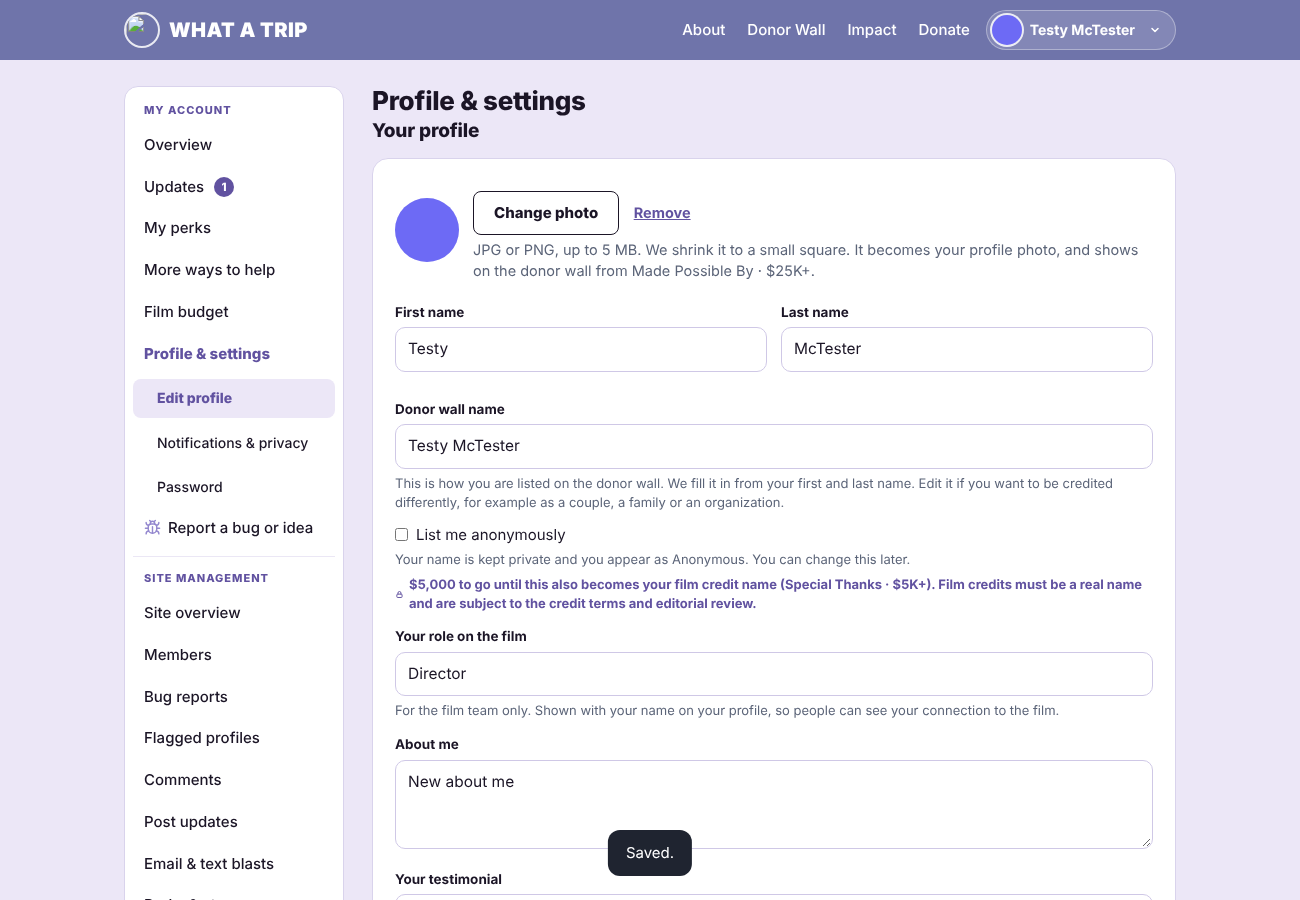 WHAT A TRIP
About
Donor Wall
Impact
Donate
Testy McTester
MY ACCOUNT
Overview
Updates 1
My perks
More ways to help
Film budget
Profile & settings
Edit profile
Notifications & privacy
Password
Report a bug or idea
SITE MANAGEMENT
Site overview
Members
Bug reports
Flagged profiles
Comments
Post updates
Email & text blasts
Profile & settings
Your profile
Change photo
Remove
JPG or PNG, up to 5 MB. We shrink it to a small square. It becomes your profile photo, and shows
on the donor wall from Made Possible By · $25K+.
First name
Last name
Testy
McTester
Donor wall name
Testy McTester
This is how you are listed on the donor wall. We fill it in from your first and last name. Edit it if you want to be credited
differently, for example as a couple, a family or an organization.
List me anonymously
Your name is kept private and you appear as Anonymous. You can change this later.
$5,000 to go until this also becomes your film credit name (Special Thanks · $5K+). Film credits must be a real name
and are subject to the credit terms and editorial review.
Your role on the film
Director
For the film team only. Shown with your name on your profile, so people can see your connection to the film.
About me
New about me
Saved.
Your testimonial